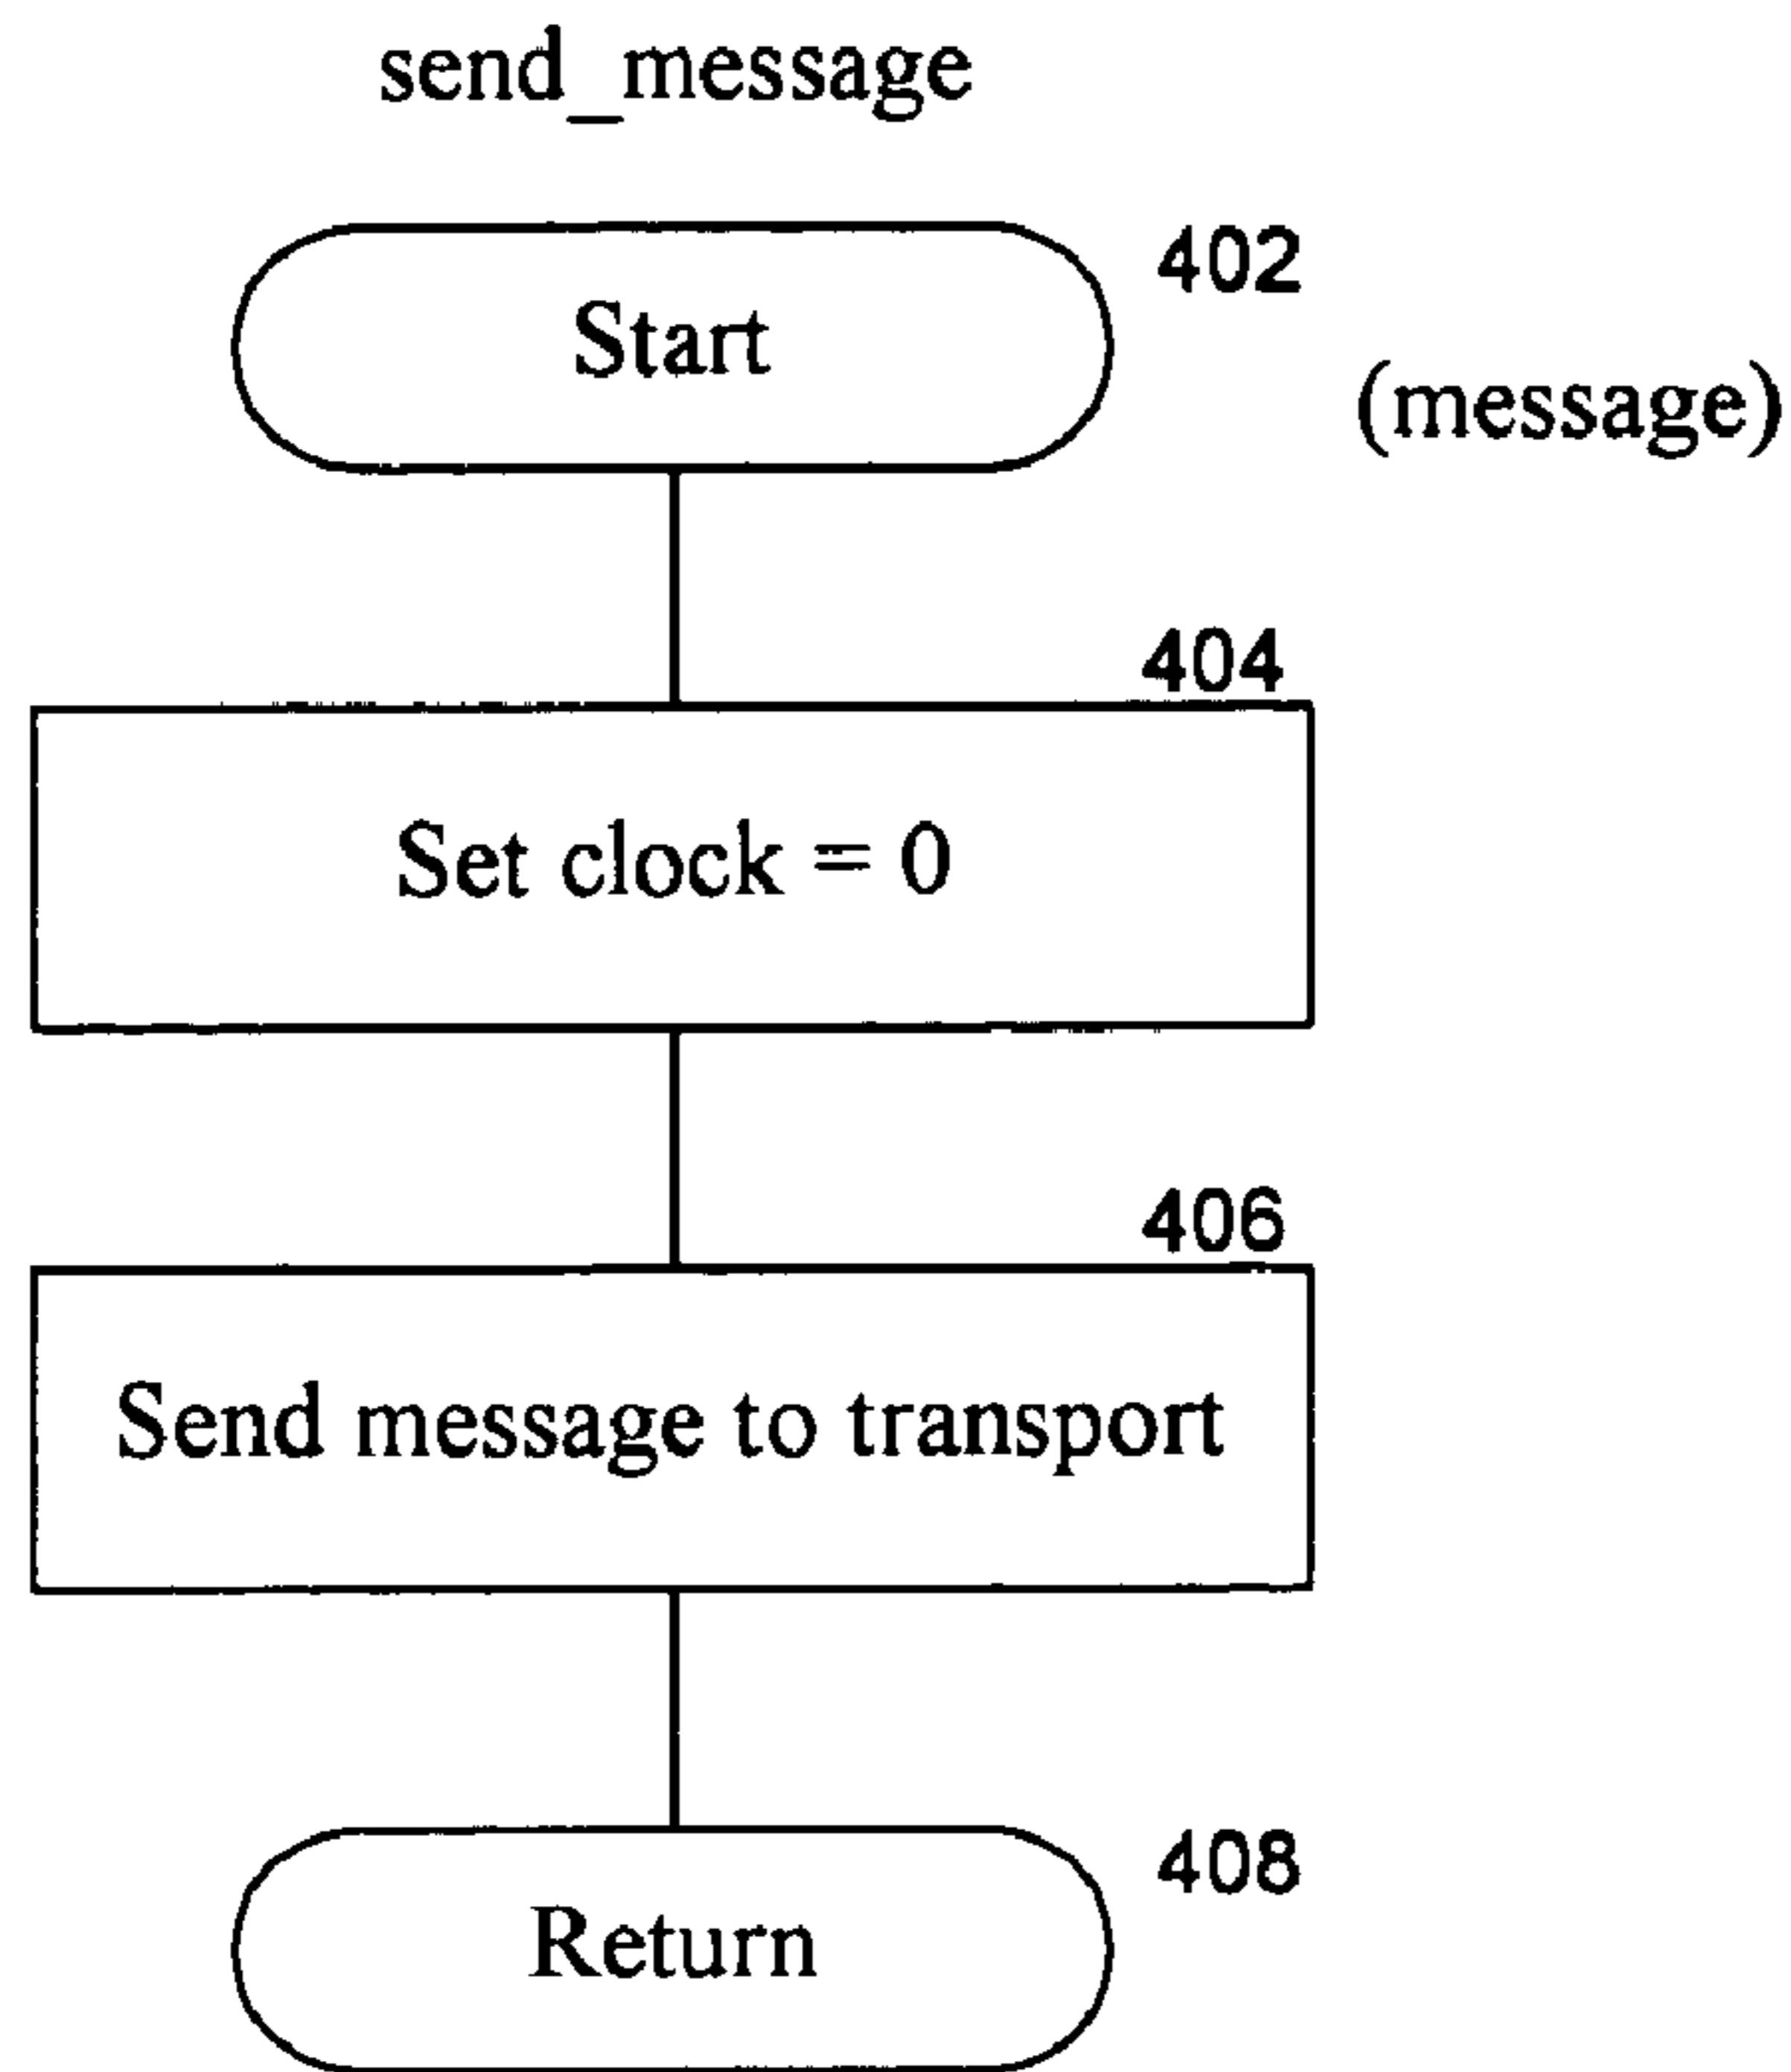 send_message
402
Start
(message)
404
Set clock = 0
406
Send message to transport
408
Return